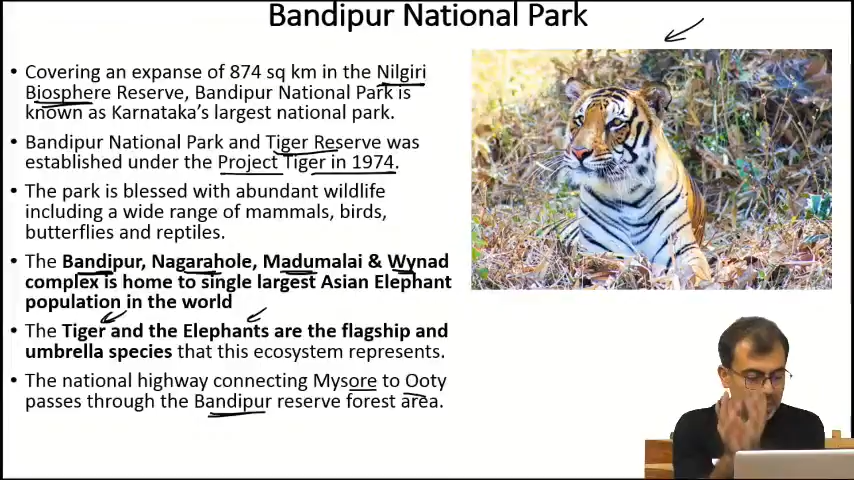 Bandipur National Park
• Covering an expanse of 874 sq km in the Nilgiri
Biosphere Reserve, Bandipur National Park is
known as Karnataka's largest national park.
• Bandipur National Park and Tiger Reserve was
established under the Project Tiger in 1974.
• The park is blessed with abundant wildlife
including a wide range of mammals, birds,
butterflies and reptiles.
• The Bandipur, Nagarahole, Madumalai & Wynad
complex is home to single largest Asian Elephant
population in the world
• The Tiger and the Elephants are the flagship and
umbrella species that this ecosystem represents.
• The national highway connecting Mysore to Ooty
passes through the Bandipur reserve forest area.